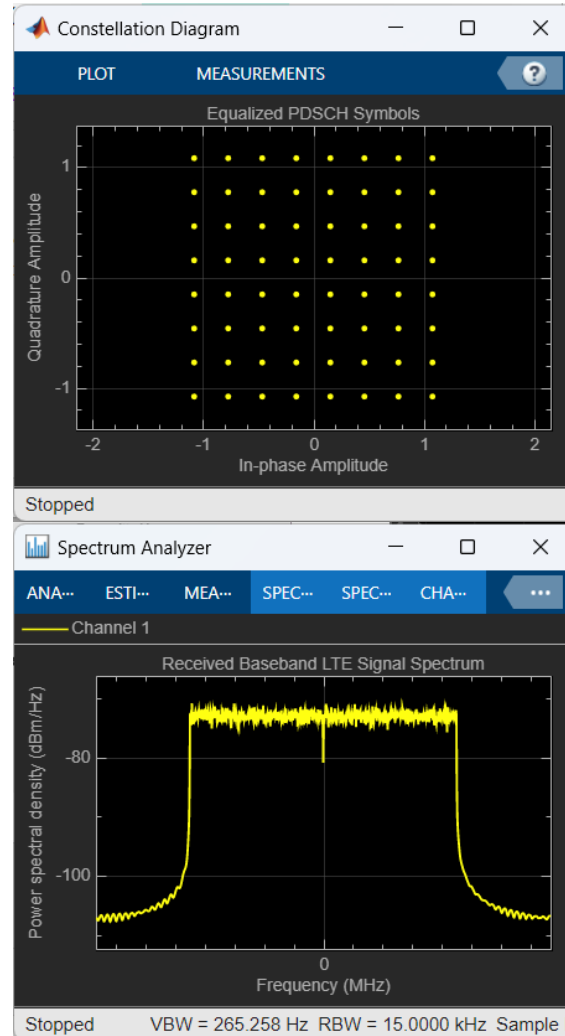 Constellation Diagram
PLOT MEASUREMENTS ?
Equalized PDSCH Symbols
Quadrature Amplitude
1
0
-1
-2 -1 0 1 2
In-phase Amplitude
Stopped
Spectrum Analyzer
ANA··· ESTI··· MEA··· SPEC··· SPEC··· CHA··· ···
Channel 1
Received Baseband LTE Signal Spectrum
Power spectral density (dBm/Hz)
-80
-100
0
Frequency (MHz)
Stopped VBW = 265.258 Hz RBW = 15.0000 kHz Sample